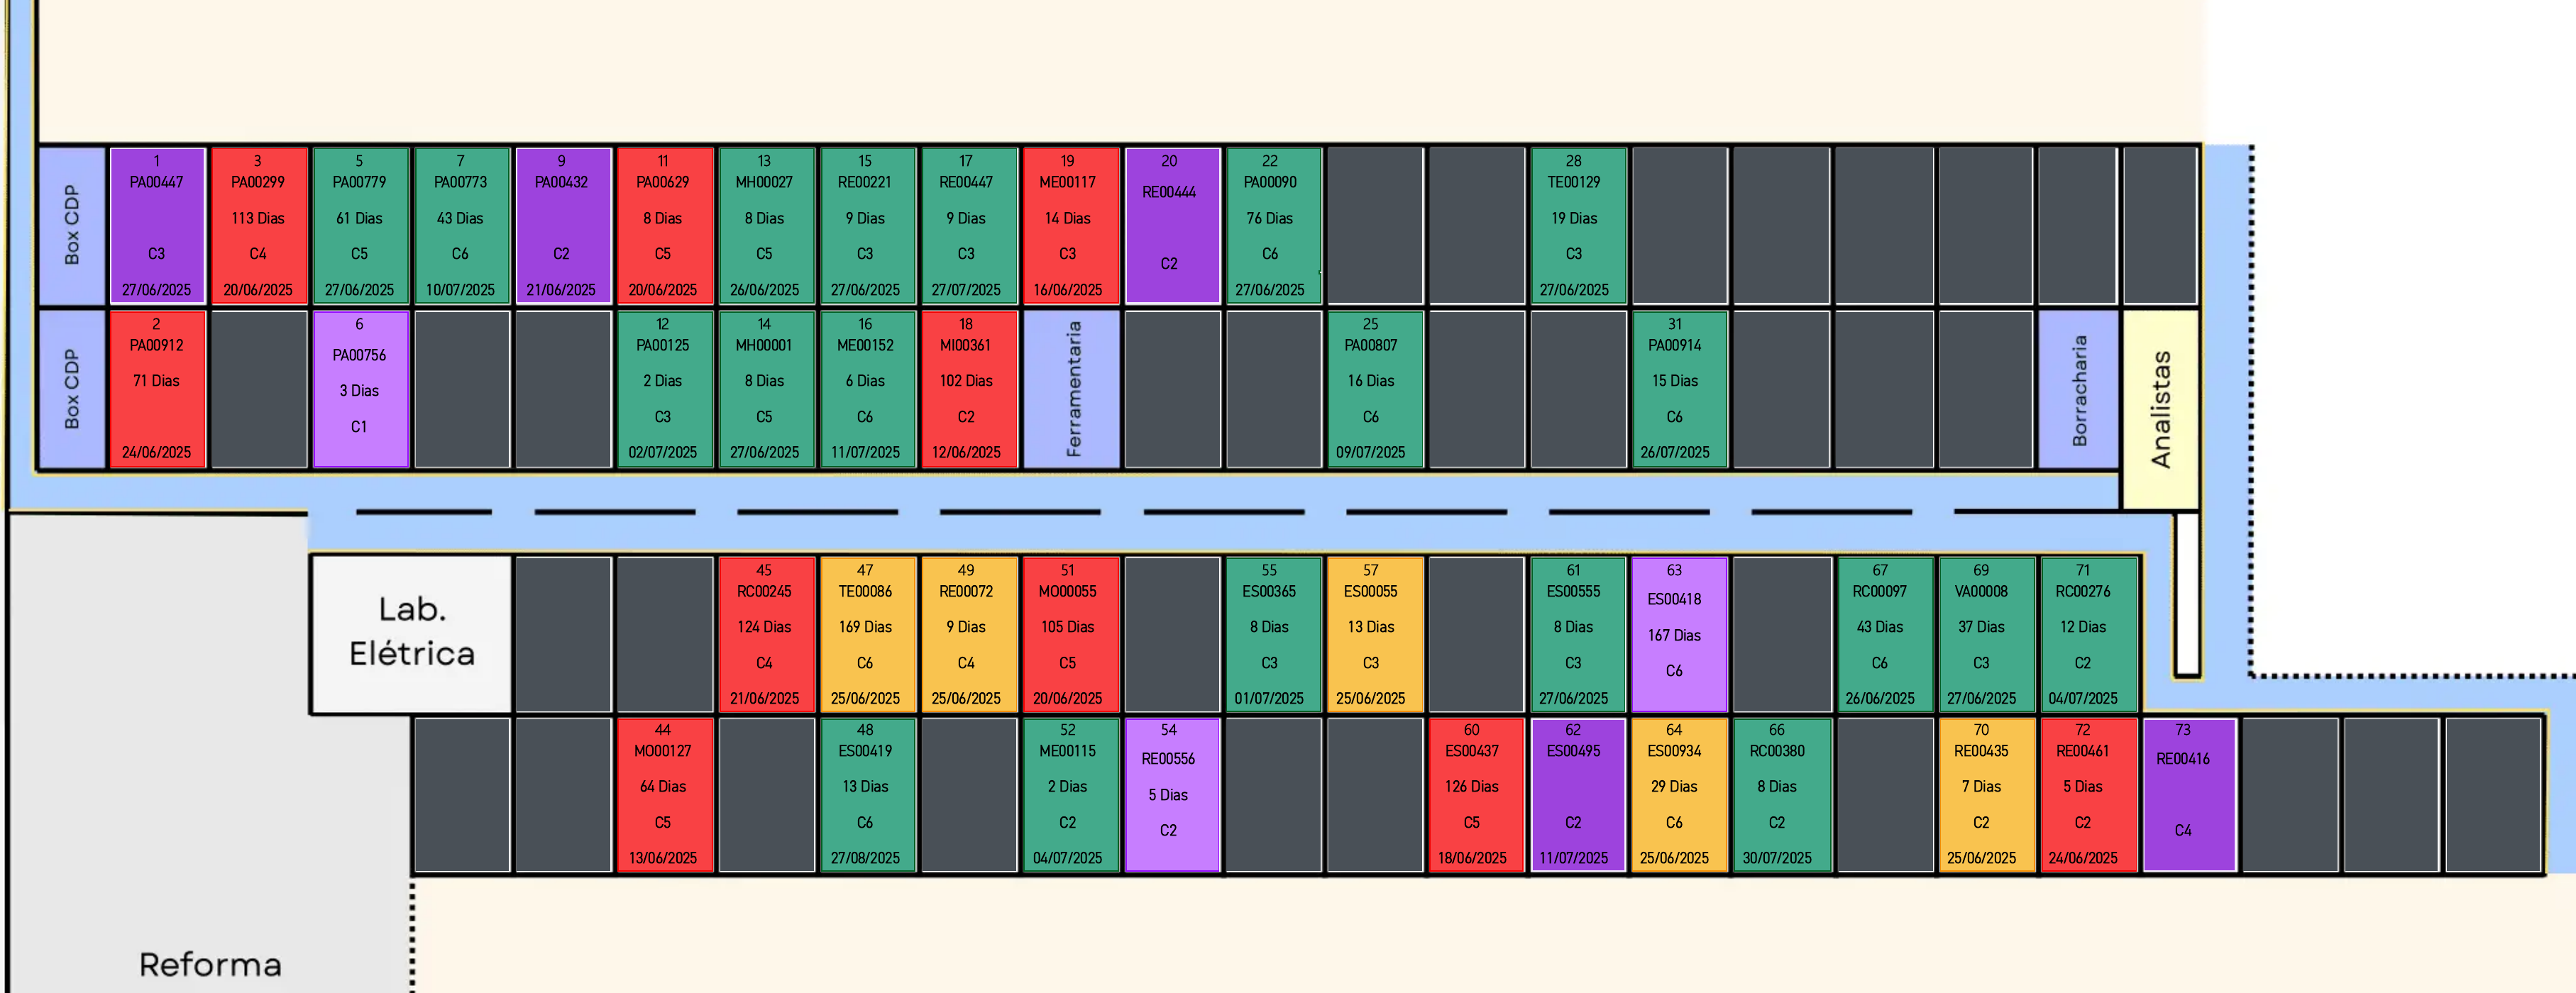 Box CDP
1
PA00447
C3
27/06/2025
3
PA00299
113 Dias
C4
20/06/2025
5
PA00779
61 Dias
C5
27/06/2025
7
PA00773
43 Dias
C6
10/07/2025
9
PA00432
C2
21/06/2025
11
PA00629
8 Dias
C5
20/06/2025
13
MH00027
8 Dias
C5
26/06/2025
15
RE00221
9 Dias
C3
27/06/2025
17
RE00447
9 Dias
C3
27/07/2025
19
ME00117
14 Dias
C3
16/06/2025
20
RE00444
C2
22
PA00090
76 Dias
C6
27/06/2025
28
TE00129
19 Dias
C3
27/06/2025
Box CDP
2
PA00912
71 Dias
24/06/2025
6
PA00756
3 Dias
C1
12
PA00125
2 Dias
C3
02/07/2025
14
MH00001
8 Dias
C5
27/06/2025
16
ME00152
6 Dias
C6
11/07/2025
18
MI00361
102 Dias
C2
12/06/2025
Ferramentaria
25
PA00807
16 Dias
C6
09/07/2025
31
PA00914
15 Dias
C6
26/07/2025
Borracharia
Analistas
Lab.
Elétrica
45
RC00245
124 Dias
C4
21/06/2025
47
TE00086
169 Dias
C6
25/06/2025
49
RE00072
9 Dias
C4
25/06/2025
51
MO00055
105 Dias
C5
20/06/2025
55
ES00365
8 Dias
C3
01/07/2025
57
ES00055
13 Dias
C3
25/06/2025
61
ES00555
8 Dias
C3
27/06/2025
63
ES00418
167 Dias
C6
67
RC00097
43 Dias
C6
26/06/2025
69
VA00008
37 Dias
C3
27/06/2025
71
RC00276
12 Dias
C2
04/07/2025
44
MO00127
64 Dias
C5
13/06/2025
48
ES00419
13 Dias
C6
27/08/2025
52
ME00115
2 Dias
C2
04/07/2025
54
RE00556
5 Dias
C2
60
ES00437
126 Dias
C5
18/06/2025
62
ES00495
C2
11/07/2025
64
ES00934
29 Dias
C6
25/06/2025
66
RC00380
8 Dias
C2
30/07/2025
70
RE00435
7 Dias
C2
25/06/2025
72
RE00461
5 Dias
C2
24/06/2025
73
RE00416
C4
Reforma